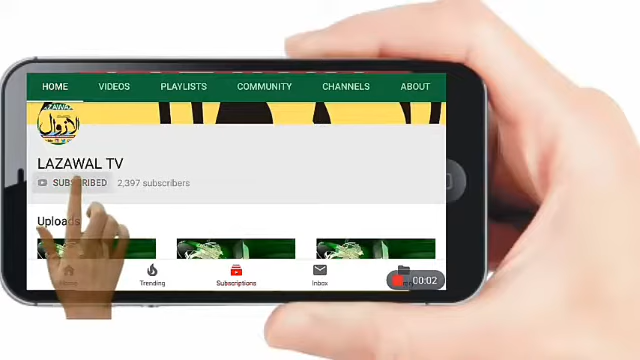 HOME VIDEOS PLAYLISTS COMMUNITY CHANNELS ABOUT
LAZAWAL TV
SUBSCRIBED 2,397 subscribers
Uploads
Trending Subscriptions Inbox
00:02